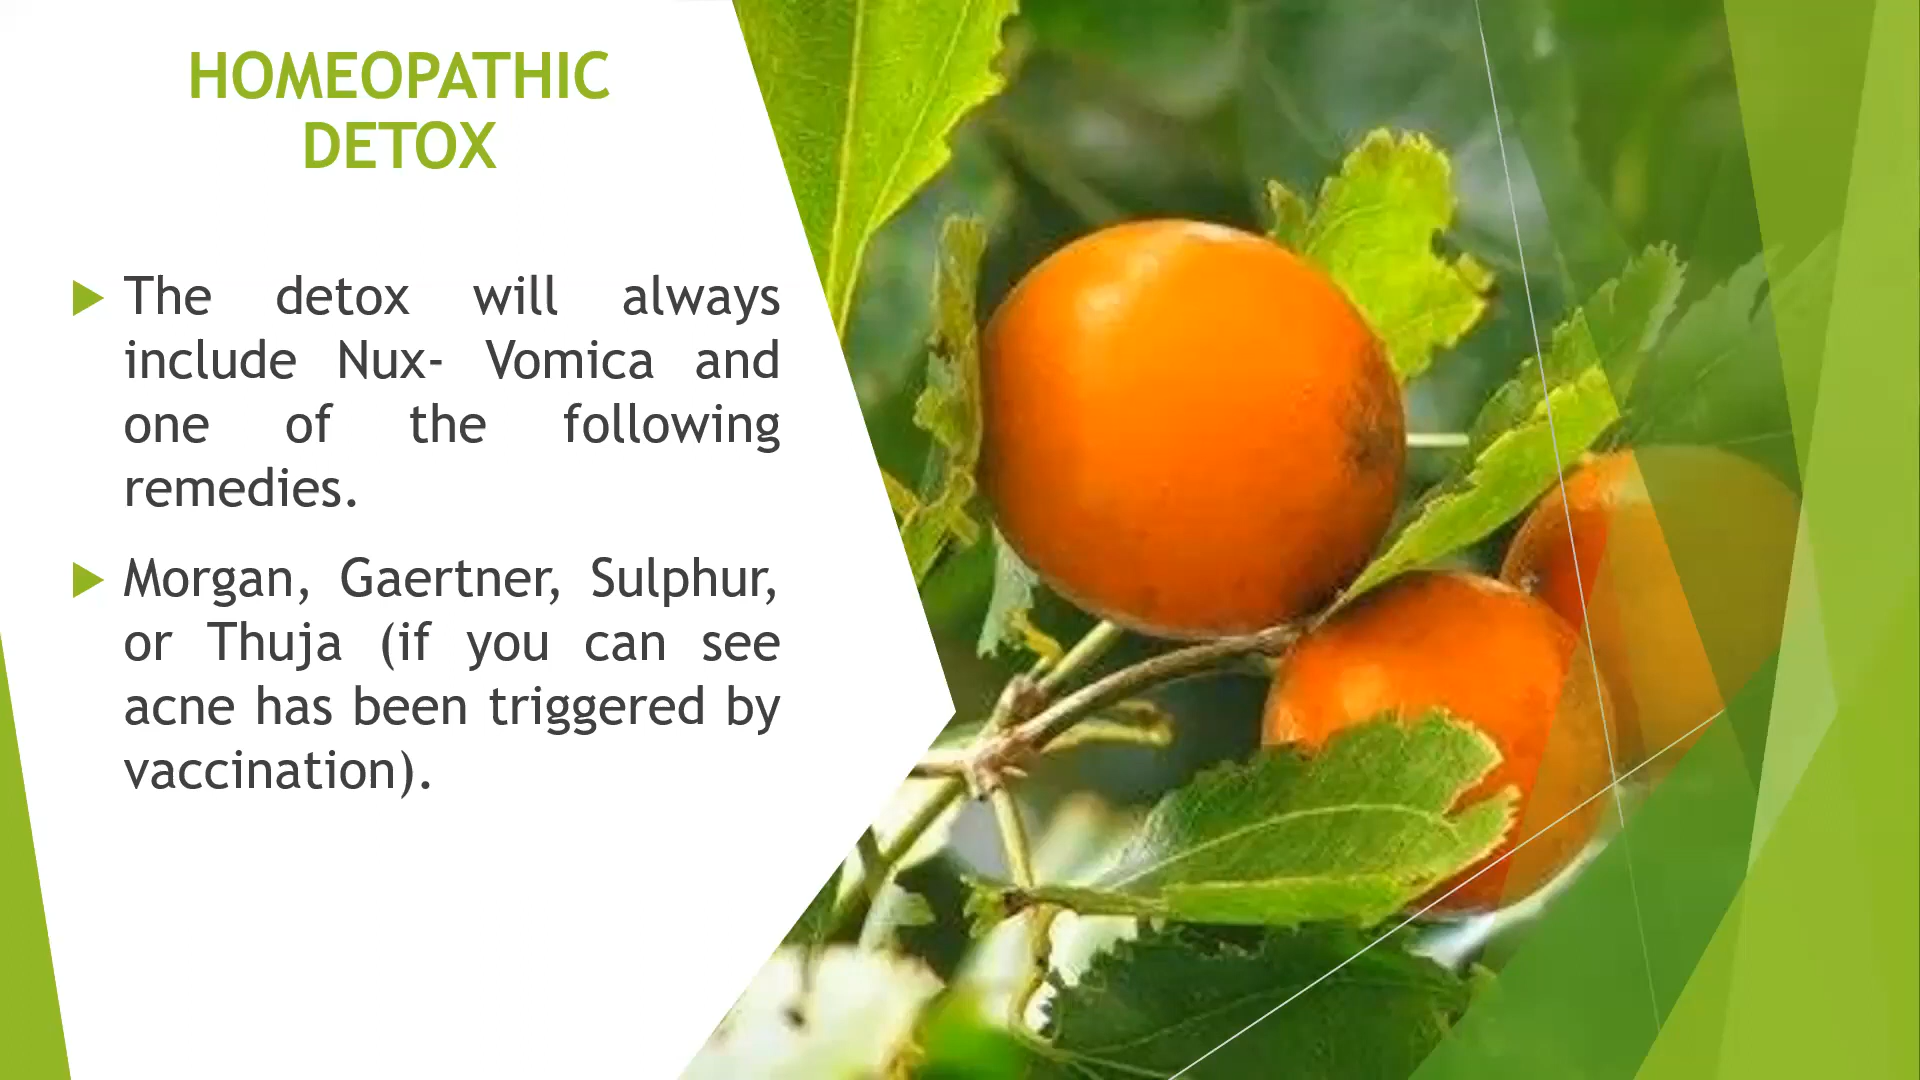 HOMEOPATHIC
DETOX
The detox will always
include Nux- Vomica and
one of the following
remedies.
Morgan, Gaertner, Sulphur,
or Thuja (if you can see
acne has been triggered by
vaccination).